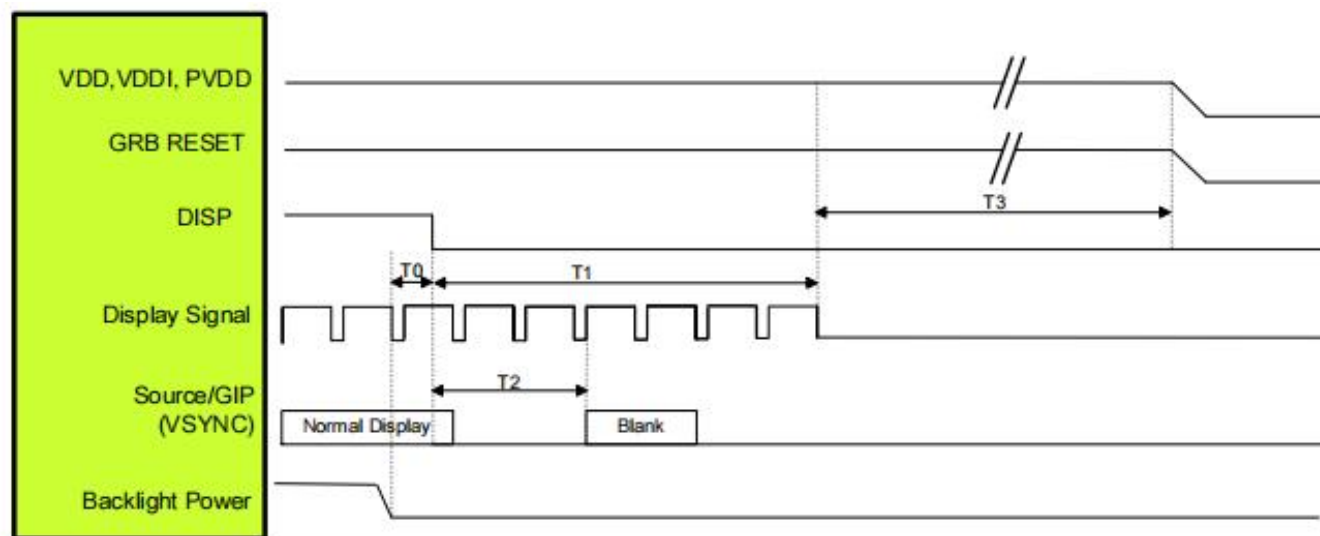 VDD,VDDI, PVDD
GRB RESET
T3
DISP
T0
T1
Display Signal
T2
Source/GIP
(VSYNC)
Normal Display
Blank
Backlight Power